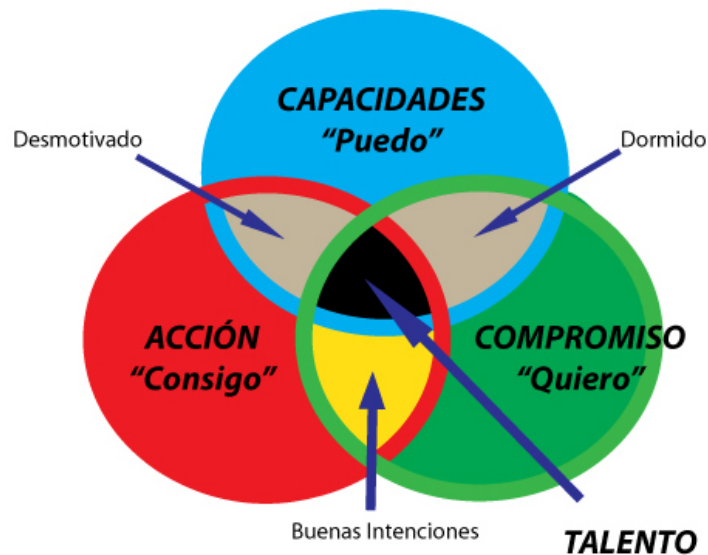 CAPACIDADES
“Puedo”
Desmotivado
Dormido
ACCIÓN
“Consigo”
COMPROMISO
“Quiero”
Buenas Intenciones
TALENTO